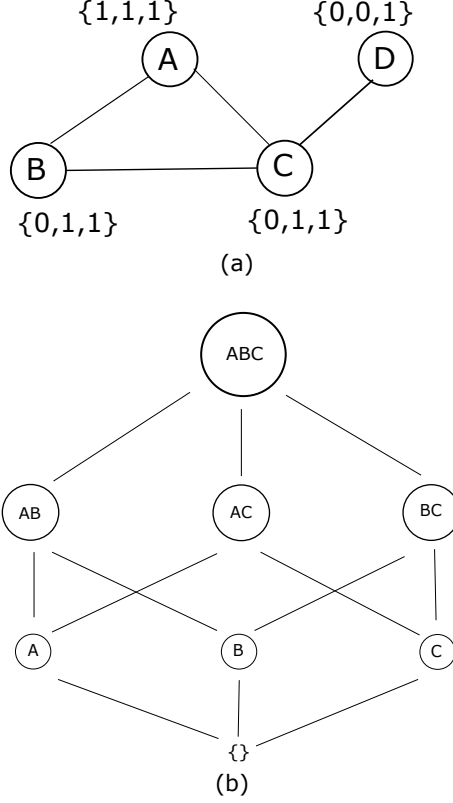 {1,1,1} {0,0,1}
A D
B C
{0,1,1} {0,1,1}
(a)
ABC
AB AC BC
A B C
{}
(b)